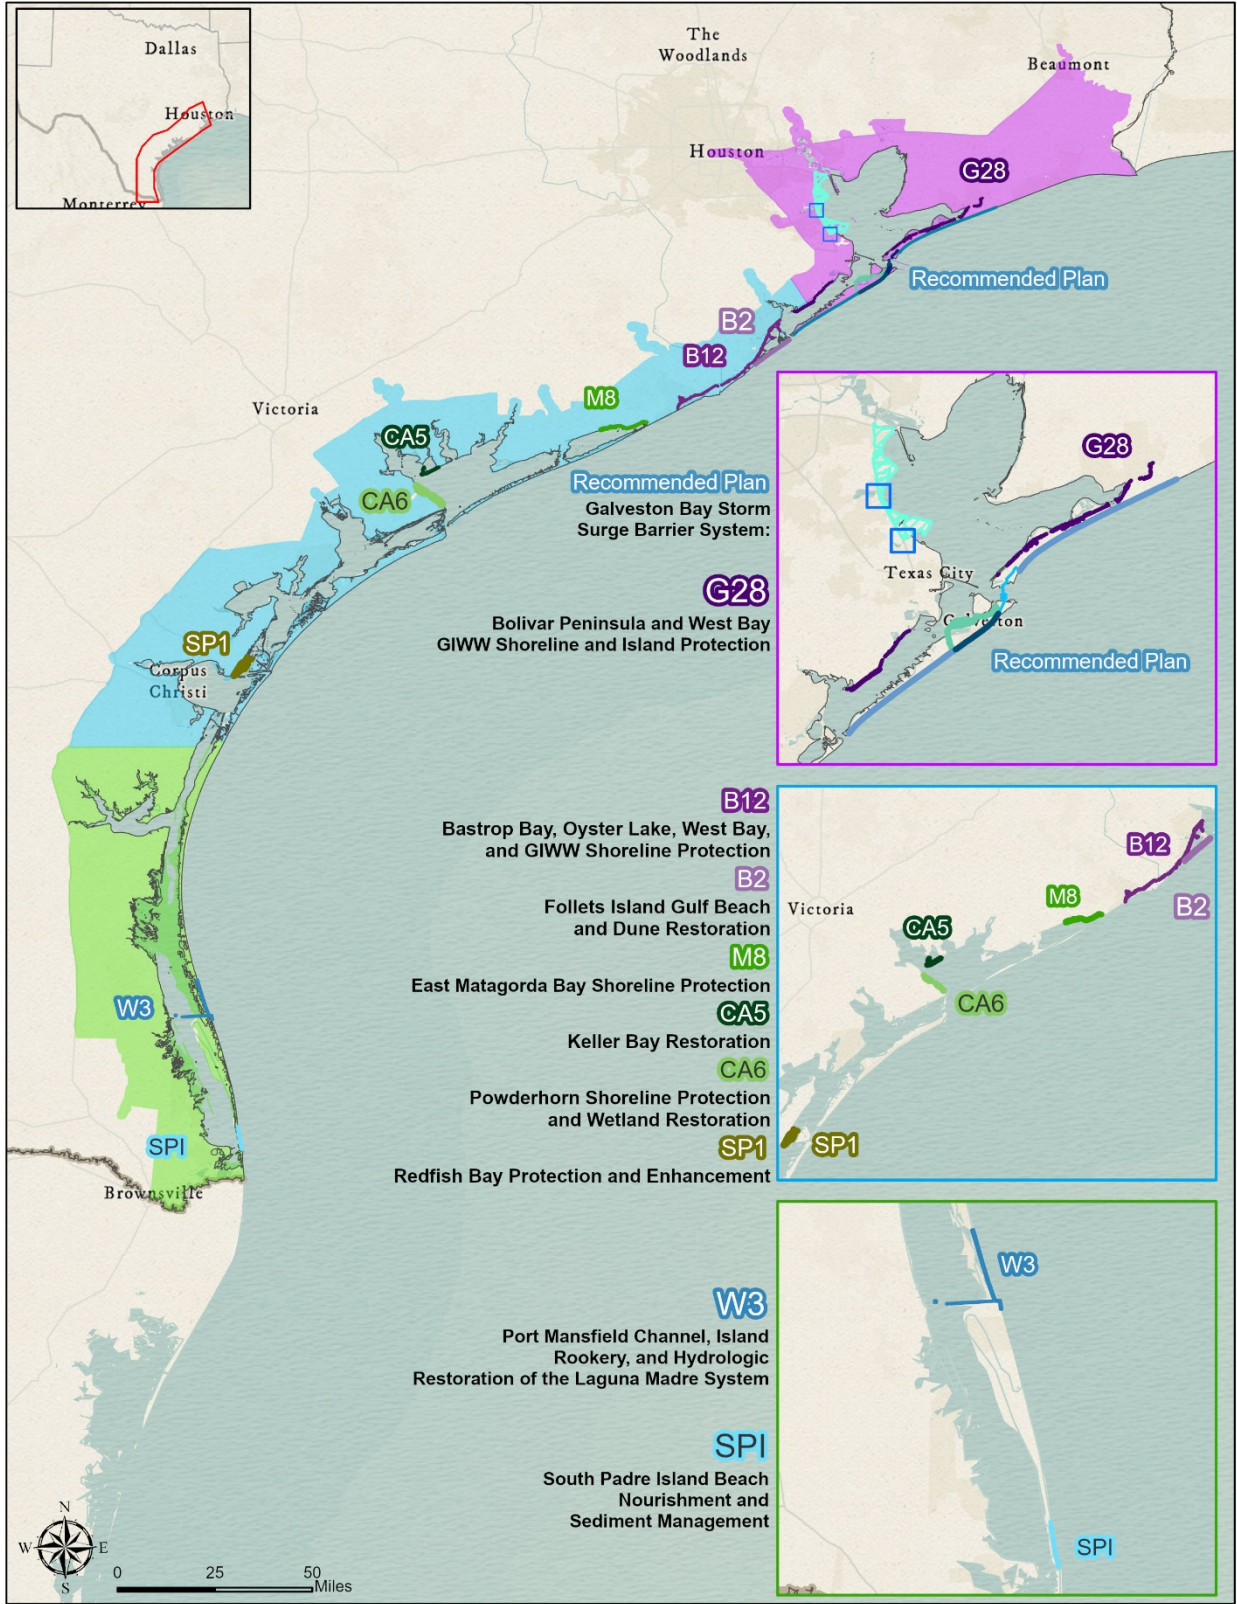 Dallas
Houston
Monterrey
The
Woodlands
Beaumont
Houston
G28
Recommended Plan
B2
B12
M8
Victoria
CA5
CA6
SP1
Corpus
Christi
W3
SPI
Brownsville
Recommended Plan
Galveston Bay Storm
Surge Barrier System:
G28
Bolivar Peninsula and West Bay
GIWW Shoreline and Island Protection
B12
Bastrop Bay, Oyster Lake, West Bay,
and GIWW Shoreline Protection
B2
Follets Island Gulf Beach
and Dune Restoration
M8
East Matagorda Bay Shoreline Protection
CA5
Keller Bay Restoration
CA6
Powderhorn Shoreline Protection
and Wetland Restoration
SP1
Redfish Bay Protection and Enhancement
W3
Port Mansfield Channel, Island
Rookery, and Hydrologic
Restoration of the Laguna Madre System
SPI
South Padre Island Beach
Nourishment and
Sediment Management
G28
Texas City
Galveston
Recommended Plan
B12
M8
B2
Victoria
CA5
CA6
SP1
W3
SPI
N
W E
S
0 25 50
Miles